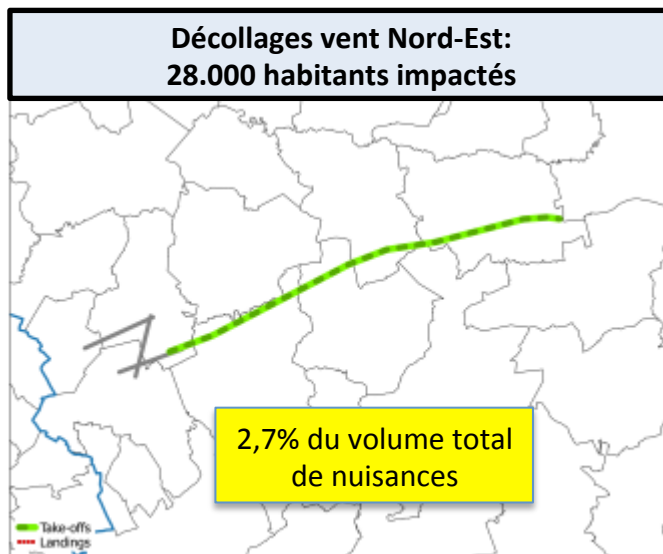 Décollages vent Nord-Est:
28.000 habitants impactés
2,7% du volume total
de nuisances
Take-offs
Landings